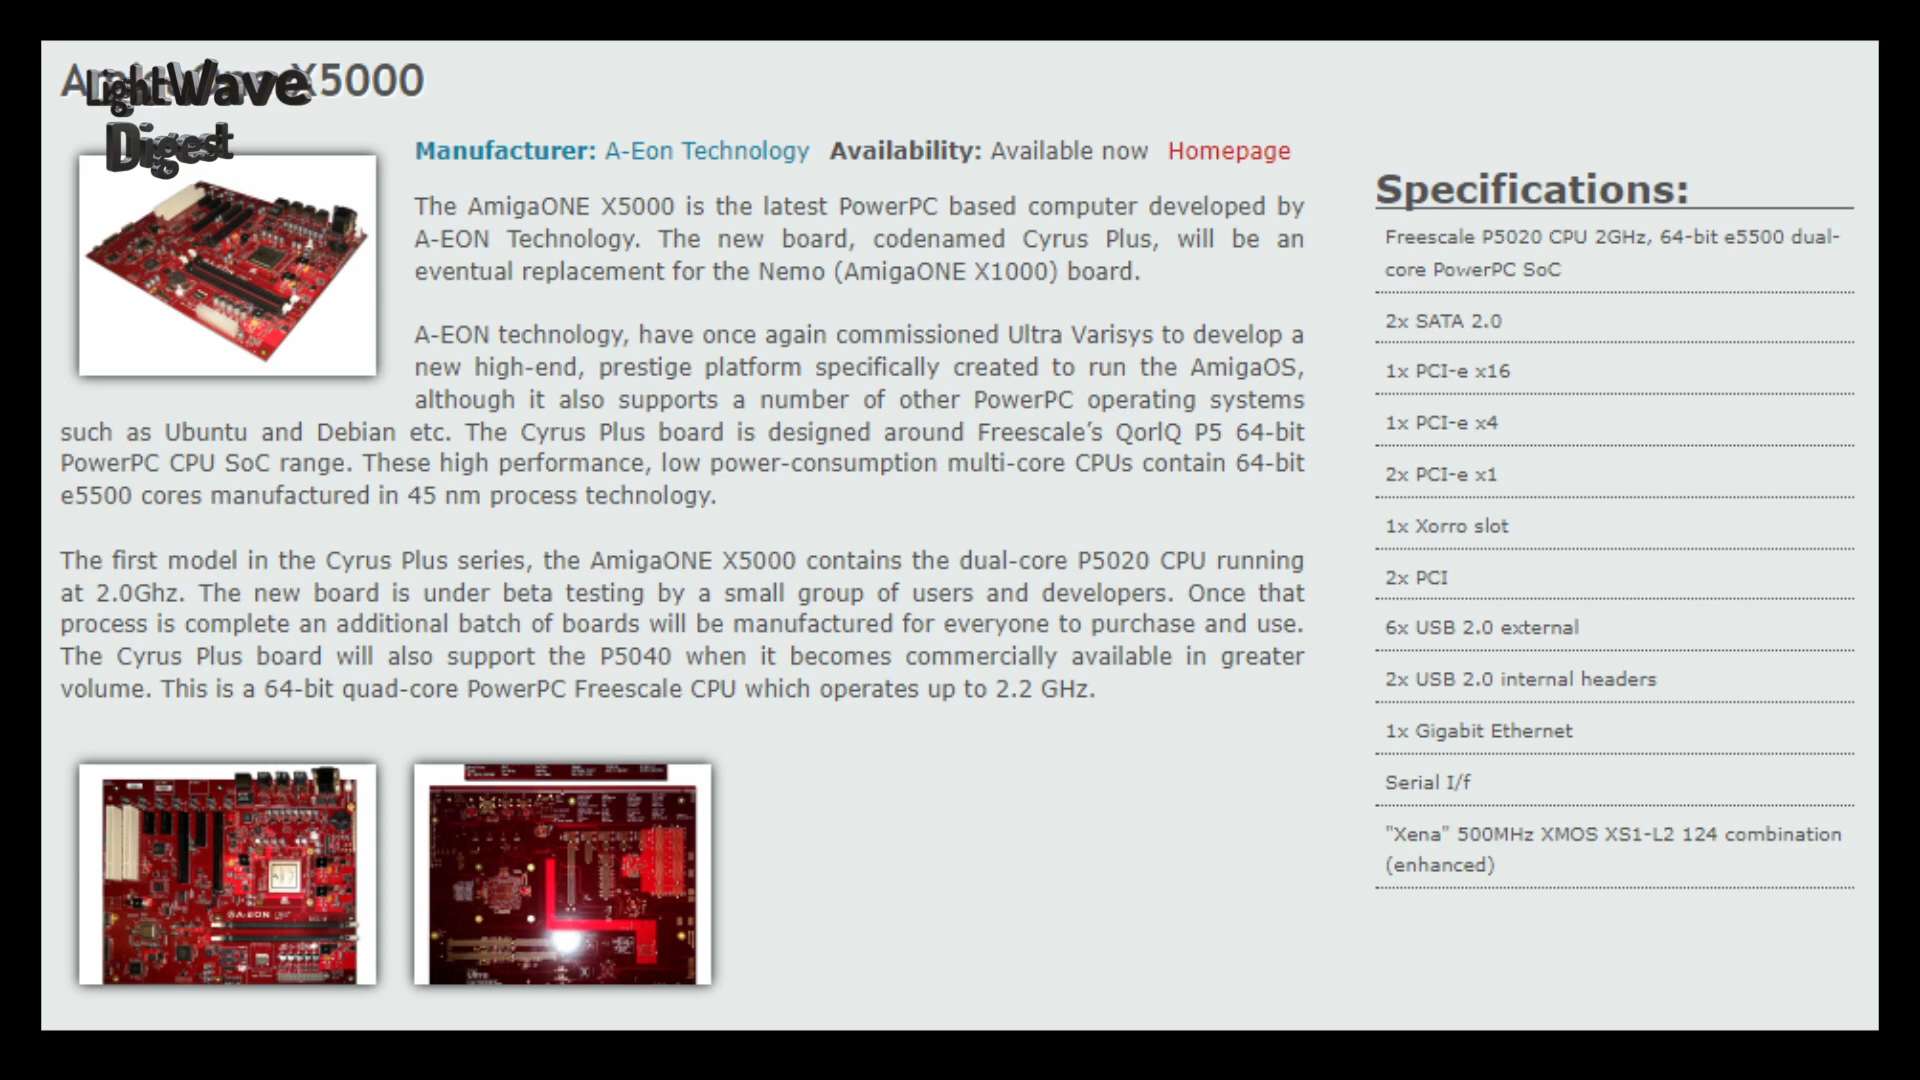 AmigaOne X5000
LightWave
Digest
Manufacturer: A-Eon Technology Availability: Available now Homepage
The AmigaONE X5000 is the latest PowerPC based computer developed by
A-EON Technology. The new board, codenamed Cyrus Plus, will be an
eventual replacement for the Nemo (AmigaONE X1000) board.
A-EON technology, have once again commissioned Ultra Varisys to develop a
new high-end, prestige platform specifically created to run the AmigaOS,
although it also supports a number of other PowerPC operating systems
such as Ubuntu and Debian etc. The Cyrus Plus board is designed around Freescale's QorlQ P5 64-bit
PowerPC CPU SoC range. These high performance, low power-consumption multi-core CPUs contain 64-bit
e5500 cores manufactured in 45 nm process technology.
The first model in the Cyrus Plus series, the AmigaONE X5000 contains the dual-core P5020 CPU running
at 2.0Ghz. The new board is under beta testing by a small group of users and developers. Once that
process is complete an additional batch of boards will be manufactured for everyone to purchase and use.
The Cyrus Plus board will also support the P5040 when it becomes commercially available in greater
volume. This is a 64-bit quad-core PowerPC Freescale CPU which operates up to 2.2 GHz.
A-EON
Specifications:
Freescale P5020 CPU 2GHz, 64-bit e5500 dual-
core PowerPC SoC
2x SATA 2.0
1x PCI-e x16
1x PCI-e x4
2x PCI-e x1
1x Xorro slot
2x PCI
6x USB 2.0 external
2x USB 2.0 internal headers
1x Gigabit Ethernet
Serial I/f
"Xena" 500MHz XMOS XS1-L2 124 combination
(enhanced)